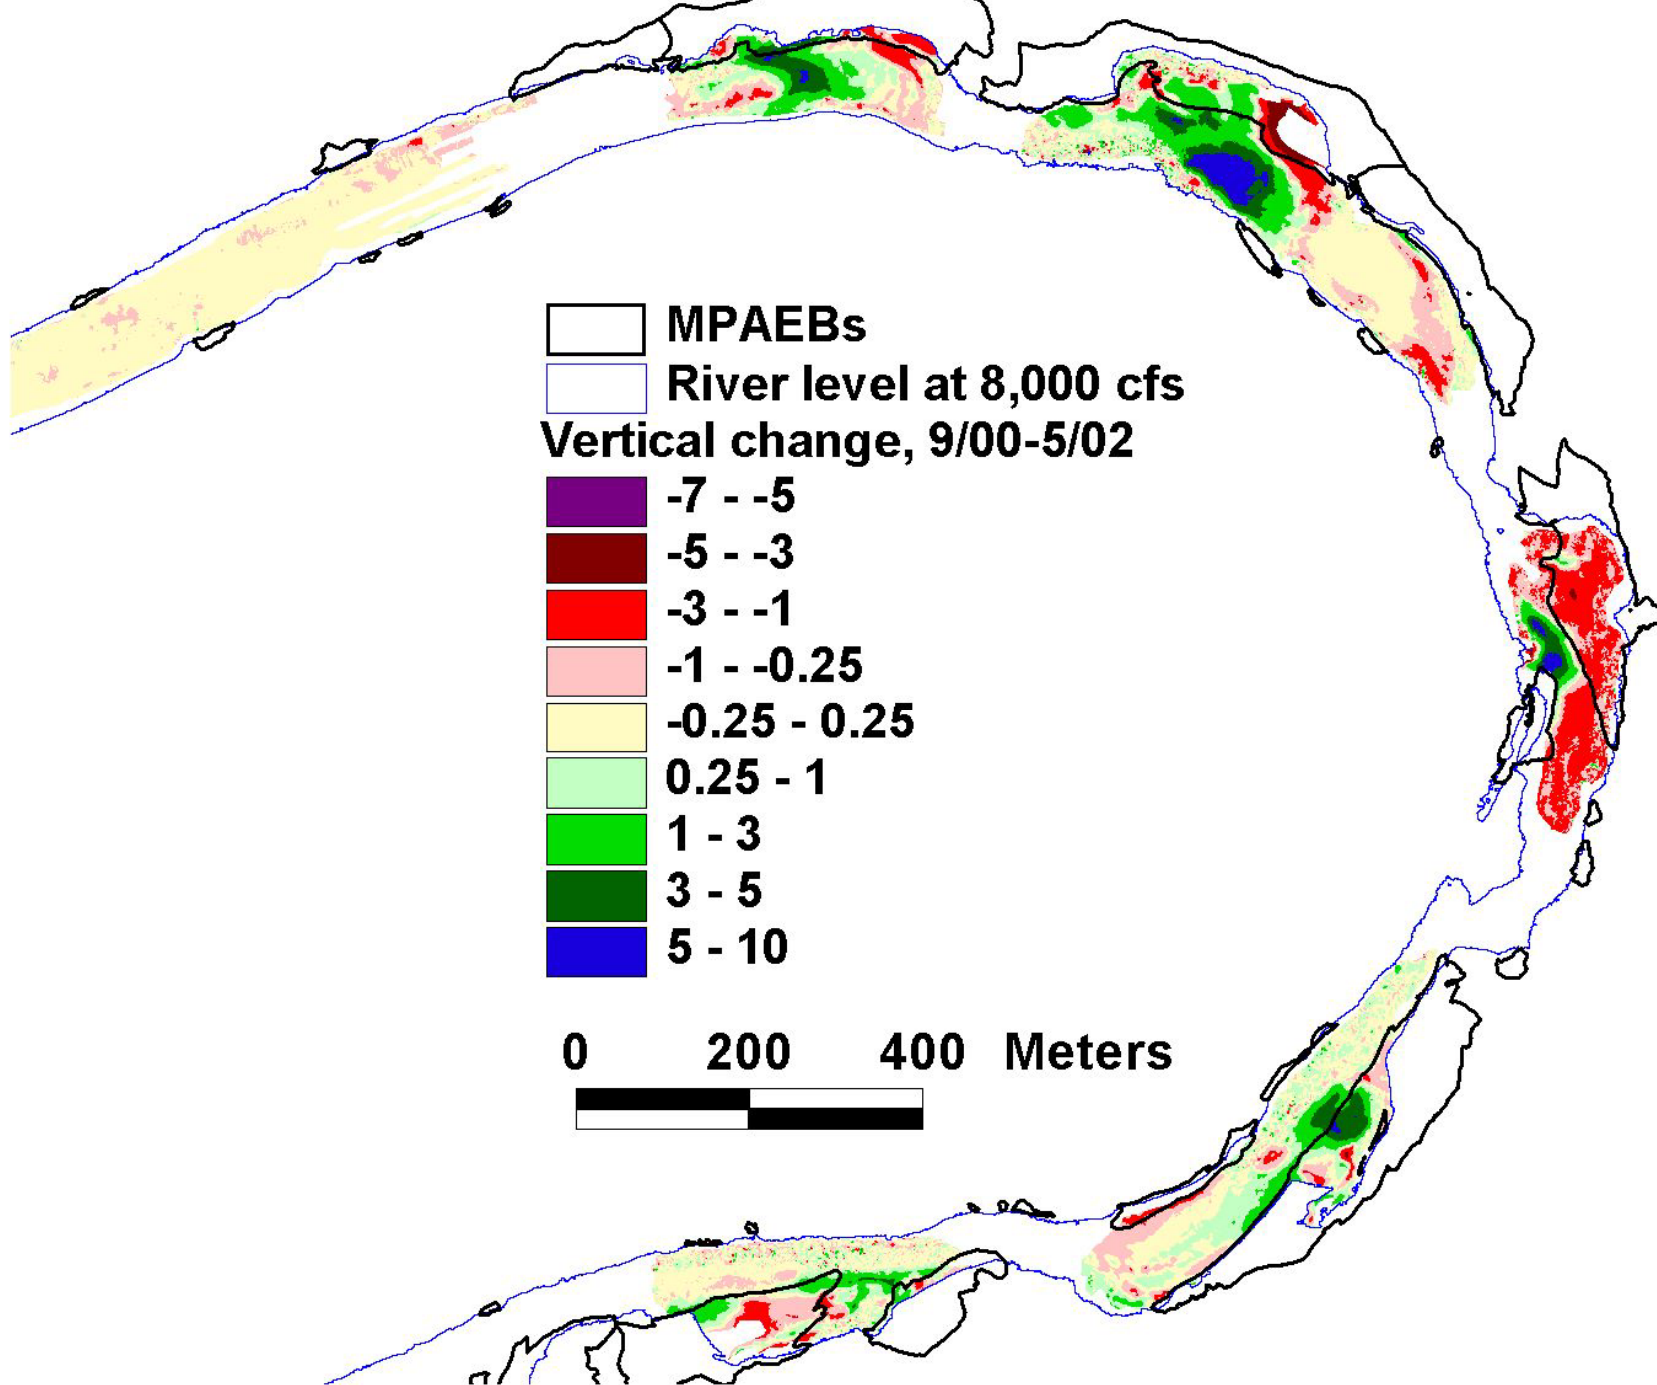 MPAEBs
River level at 8,000 cfs
Vertical change, 9/00-5/02
-7 - -5
-5 - -3
-3 - -1
-1 - -0.25
-0.25 - 0.25
0.25 - 1
1 - 3
3 - 5
5 - 10
0 200 400 Meters